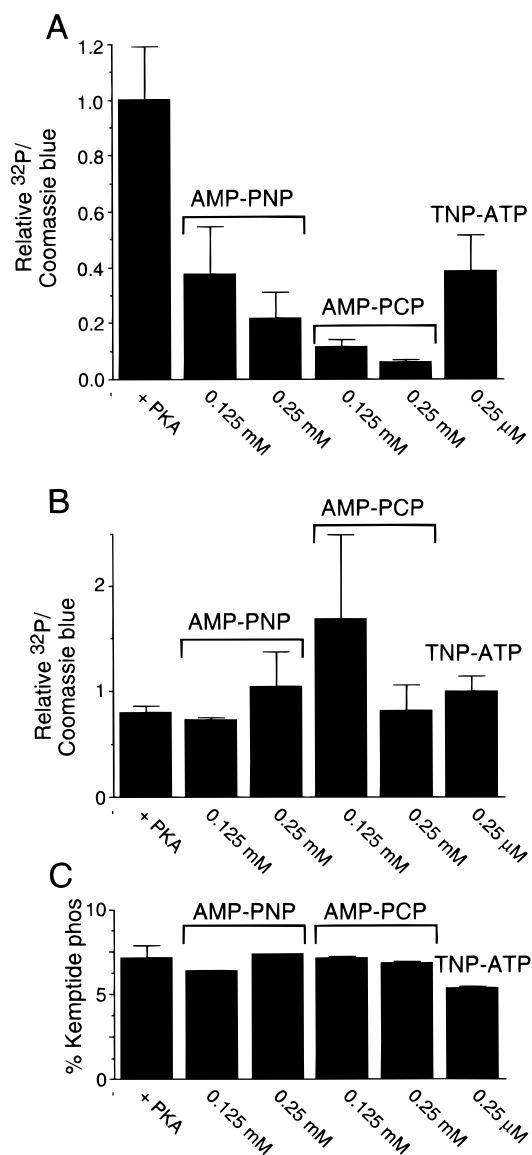 A
Relative ³²P/
Coomassie blue
1.2
1.0
0.8
0.6
0.4
0.2
0.0
AMP-PNP
AMP-PCP
TNP-ATP
+ PKA
0.125 mM
0.25 mM
0.125 mM
0.25 mM
0.25 µM
B
Relative ³²P/
Coomassie blue
2
1
0
AMP-PNP
AMP-PCP
TNP-ATP
+ PKA
0.125 mM
0.25 mM
0.125 mM
0.25 mM
0.25 µM
C
% Kemptide phos
10
5
0
AMP-PNP
AMP-PCP
TNP-ATP
+ PKA
0.125 mM
0.25 mM
0.125 mM
0.25 mM
0.25 µM